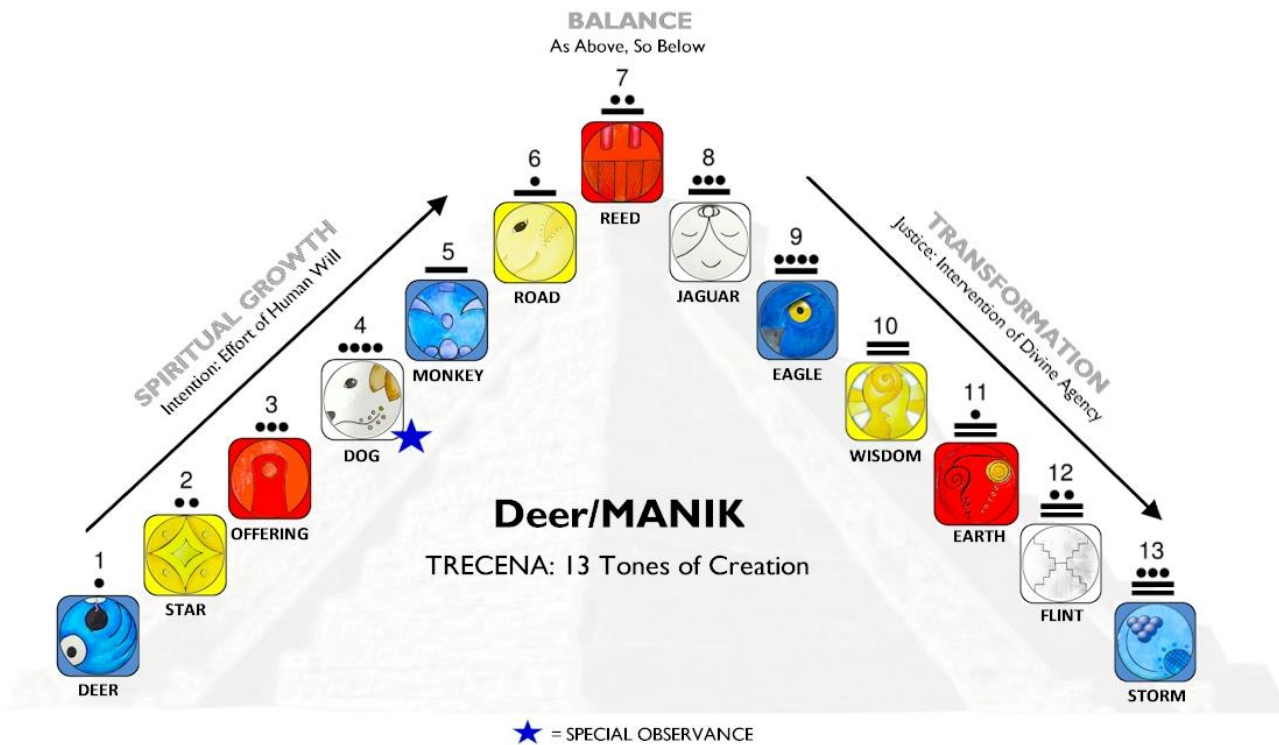 BALANCE
As Above, So Below
7
REED
6
ROAD
8
JAGUAR
5
MONKEY
9
EAGLE
SPIRITUAL GROWTH
Intention: Effort of Human Will
TRANSFORMATION
Justice: Intervention of Divine Agency
4
DOG
10
WISDOM
3
OFFERING
11
EARTH
2
STAR
12
FLINT
1
DEER
13
STORM
Deer/MANIK
TRECENA: 13 Tones of Creation
= SPECIAL OBSERVANCE